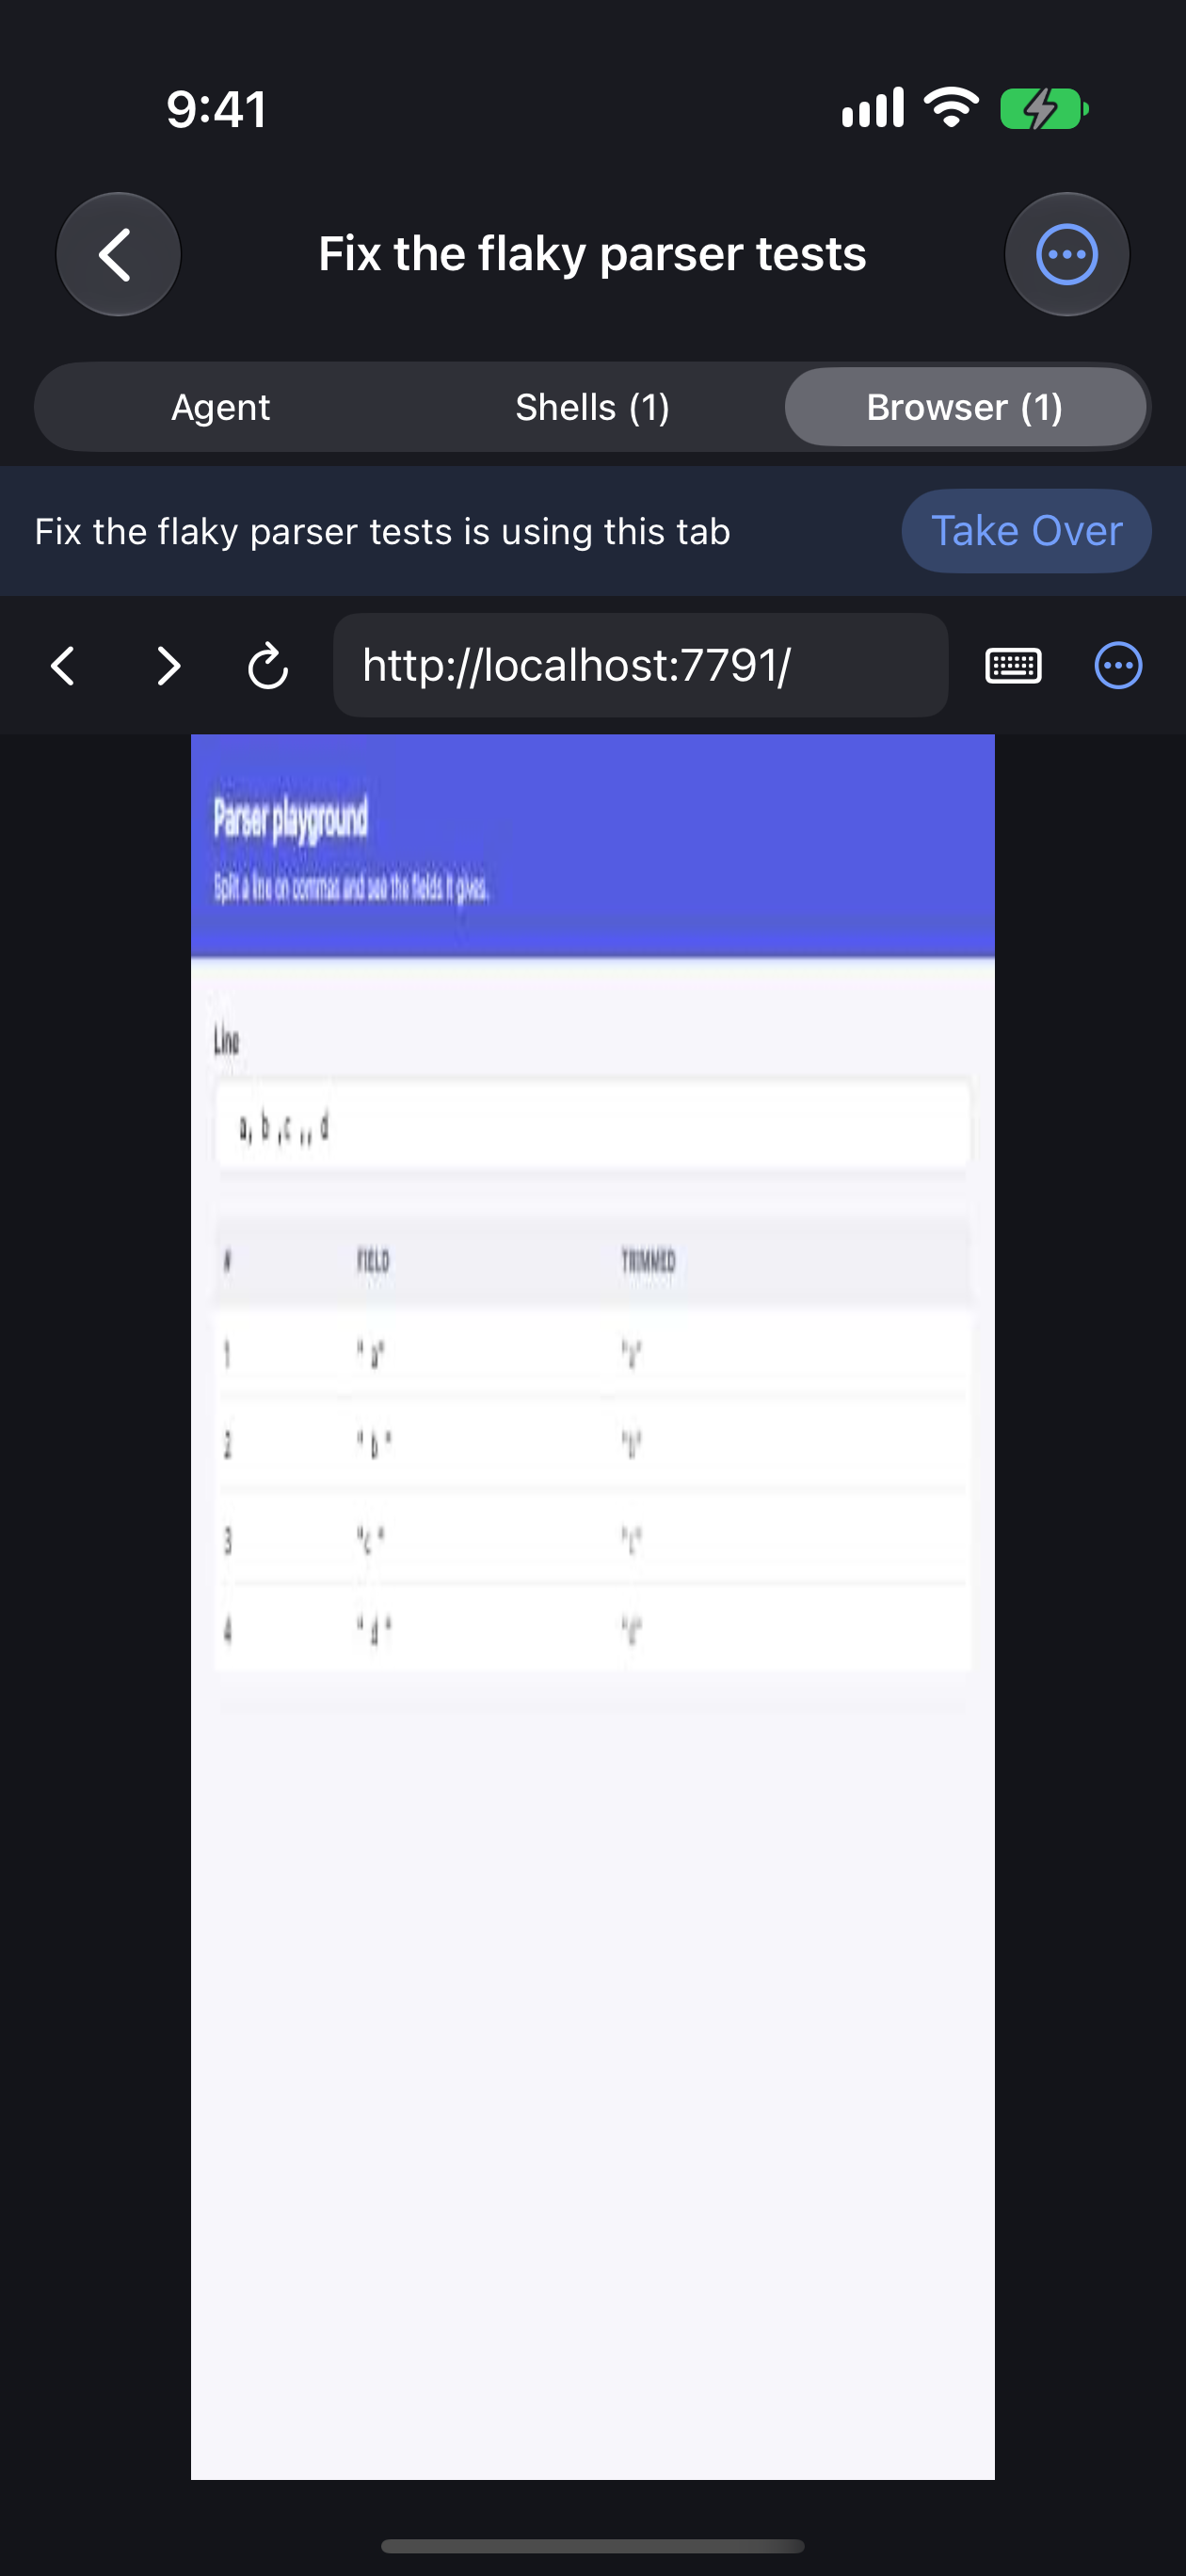 9:41
Fix the flaky parser tests
Agent
Shells (1)
Browser (1)
Fix the flaky parser tests is using this tab
Take Over
http://localhost:7791/
Parser playground
Split a line on commas and see the fields it gives.
Line
a, b ,c ,, d
# FIELD TRIMMED
1 " a" "a"
2 " b " "b"
3 "c " "c"
4 " d " "d"